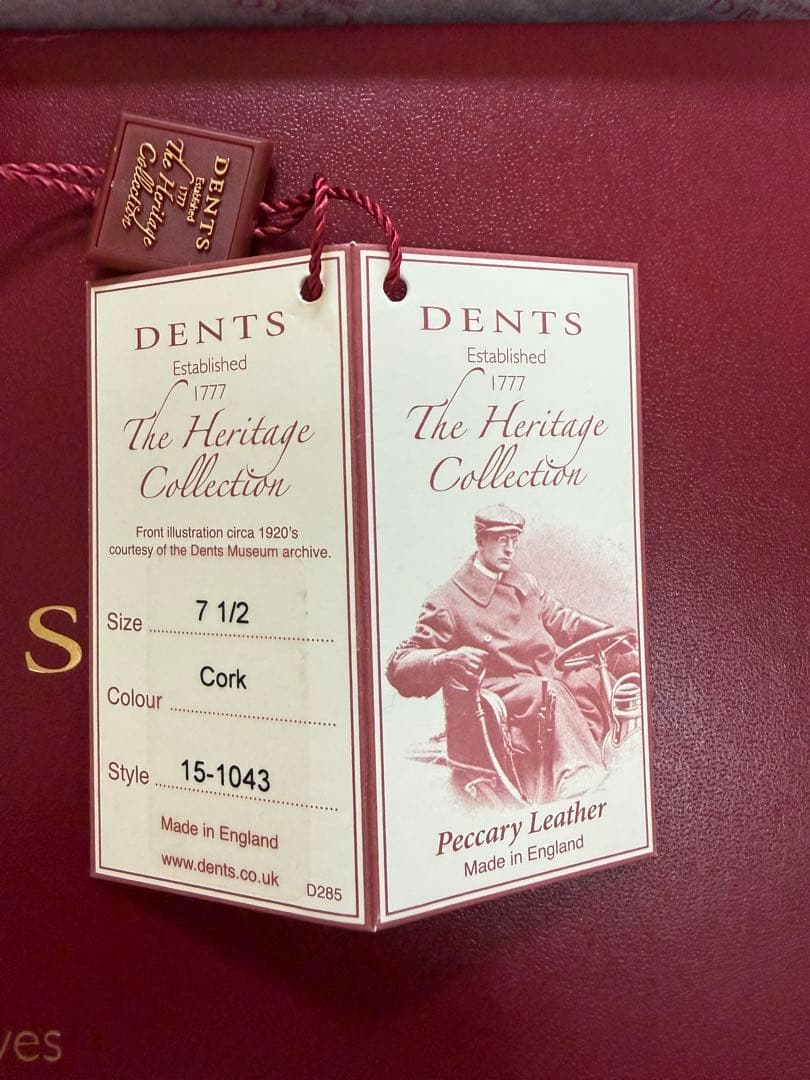 DENTS
Established
1777
The Heritage
Collection
DENTS
Established
1777
The Heritage
Collection
Front illustration circa 1920's
courtesy of the Dents Museum archive.
Size 7 1/2
Colour Cork
Style 15-1043
Made in England
www.dents.co.uk
D285
DENTS
Established
1777
The Heritage
Collection
Peccary Leather
Made in England
S